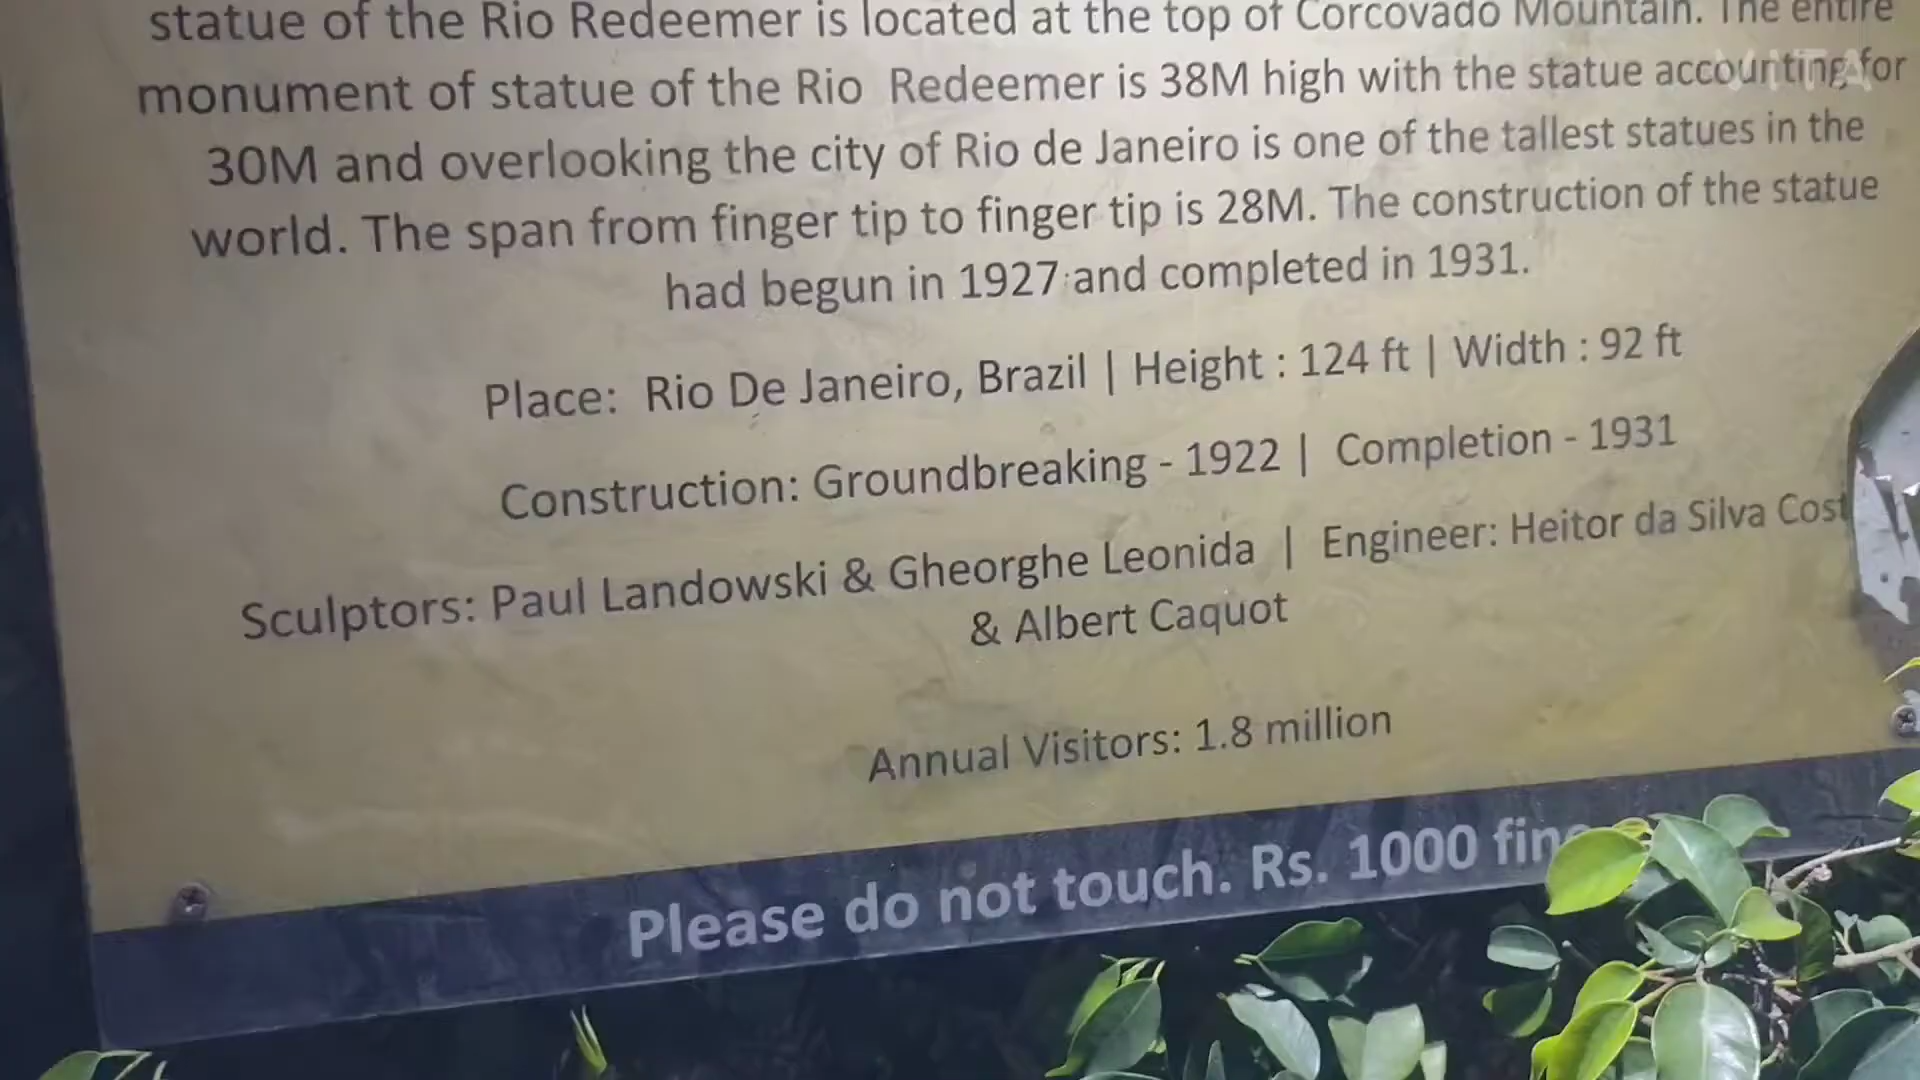 statue of the Rio Redeemer is located at the top of Corcovado Mountain. The entire
monument of statue of the Rio Redeemer is 38M high with the statue accounting for
30M and overlooking the city of Rio de Janeiro is one of the tallest statues in the
world. The span from finger tip to finger tip is 28M. The construction of the statue
had begun in 1927 and completed in 1931.
Place: Rio De Janeiro, Brazil | Height : 124 ft | Width : 92 ft
Construction: Groundbreaking - 1922 | Completion - 1931
Sculptors: Paul Landowski & Gheorghe Leonida | Engineer: Heitor da Silva Cost
& Albert Caquot
Annual Visitors: 1.8 million
Please do not touch. Rs. 1000 fin